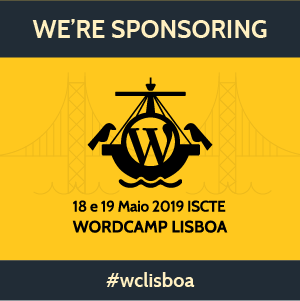 WE'RE SPONSORING
W
18 e 19 Maio 2019 ISCTE
WORDCAMP LISBOA
#wclisboa